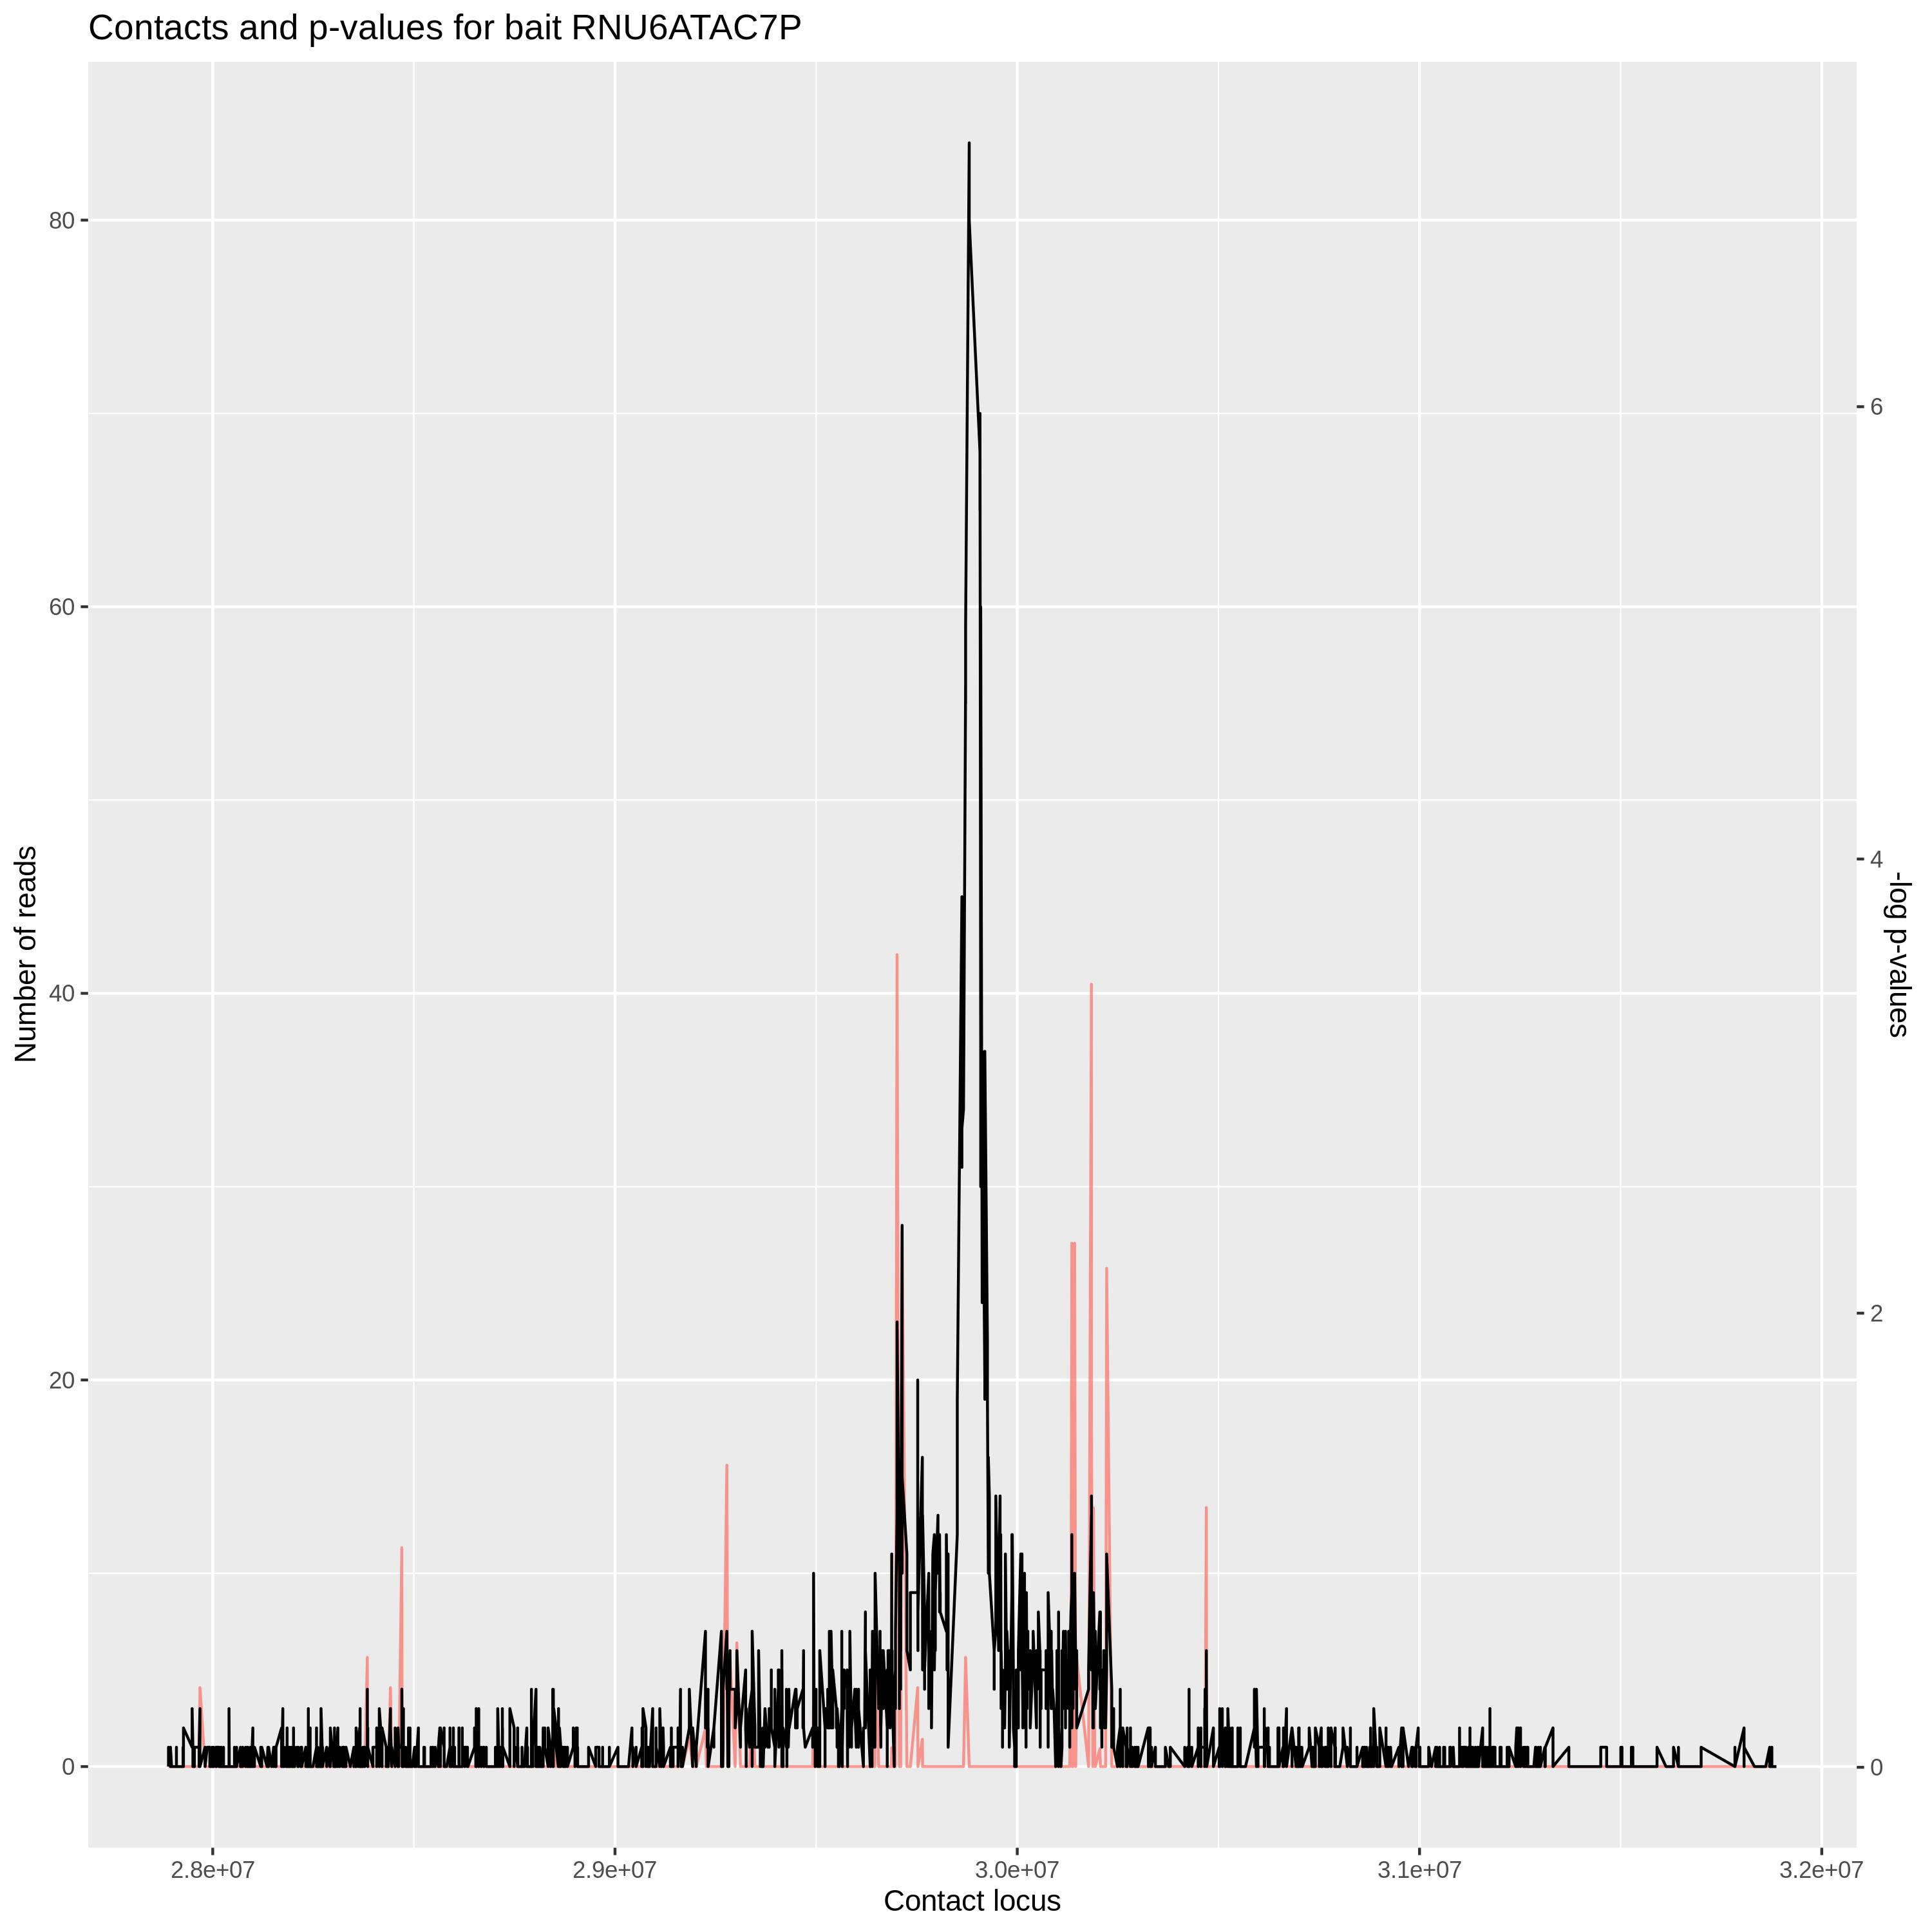 Contacts and p-values for bait RNU6ATAC7P
80
60
40
20
0
Number of reads
6
4
2
0
-log p-values
2.8e+07
2.9e+07
3.0e+07
3.1e+07
3.2e+07
Contact locus